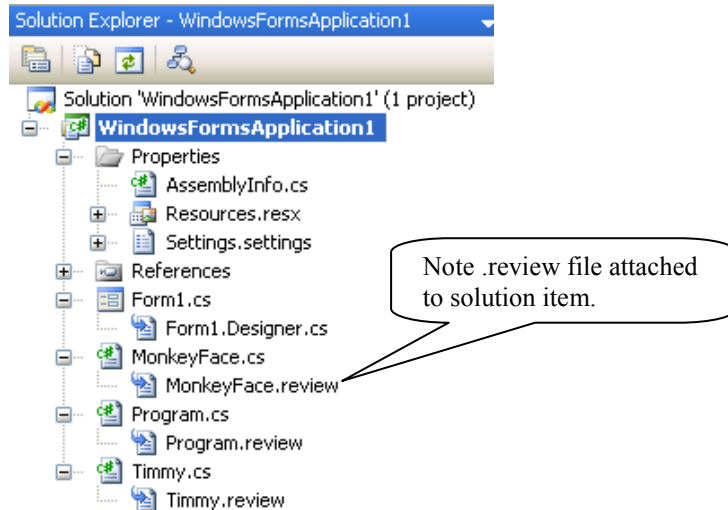 Solution Explorer - WindowsFormsApplication1
Solution 'WindowsFormsApplication1' (1 project)
WindowsFormsApplication1
Properties
AssemblyInfo.cs
Resources.resx
Settings.settings
References
Form1.cs
Form1.Designer.cs
MonkeyFace.cs
MonkeyFace.review
Program.cs
Program.review
Timmy.cs
Timmy.review
Note .review file attached
to solution item.